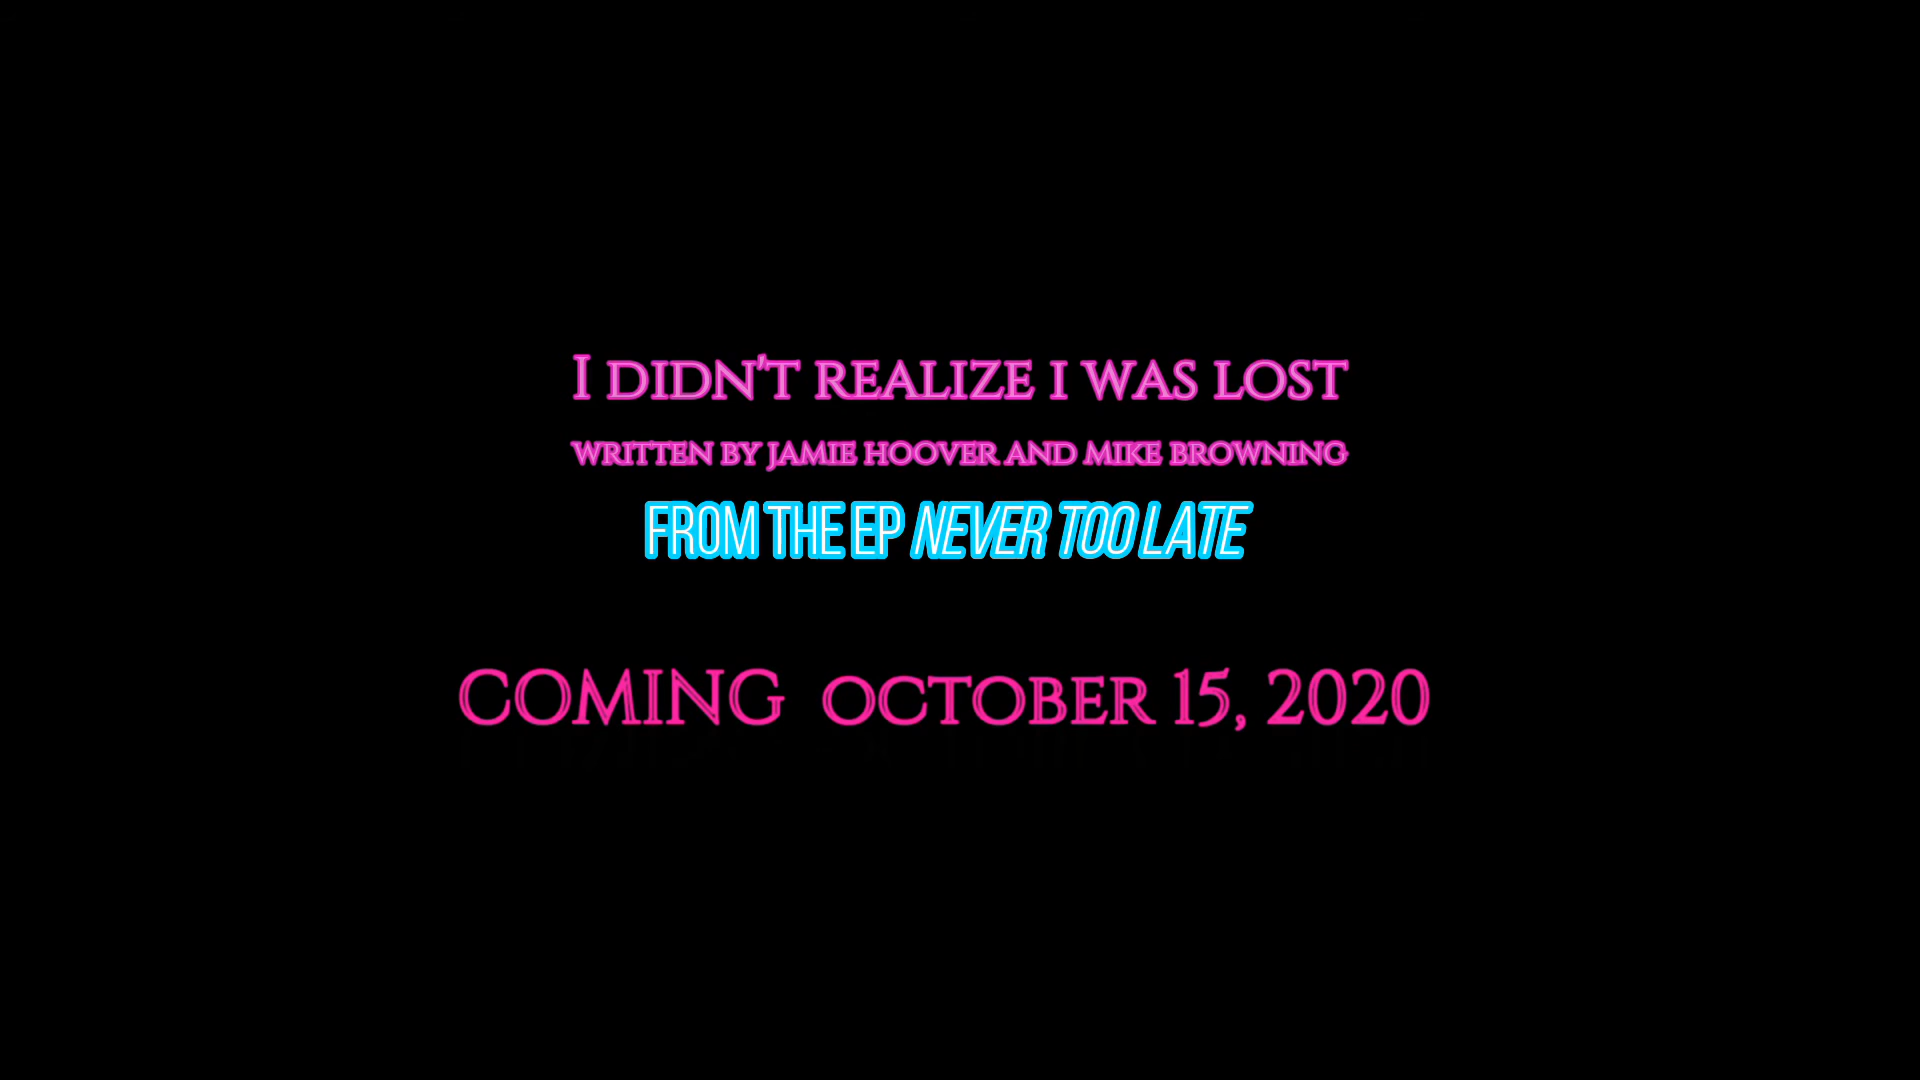 I DIDN'T REALIZE I WAS LOST
WRITTEN BY JAMIE HOOVER AND MIKE BROWNING
FROM THE EP NEVER TOO LATE
COMING OCTOBER 15, 2020